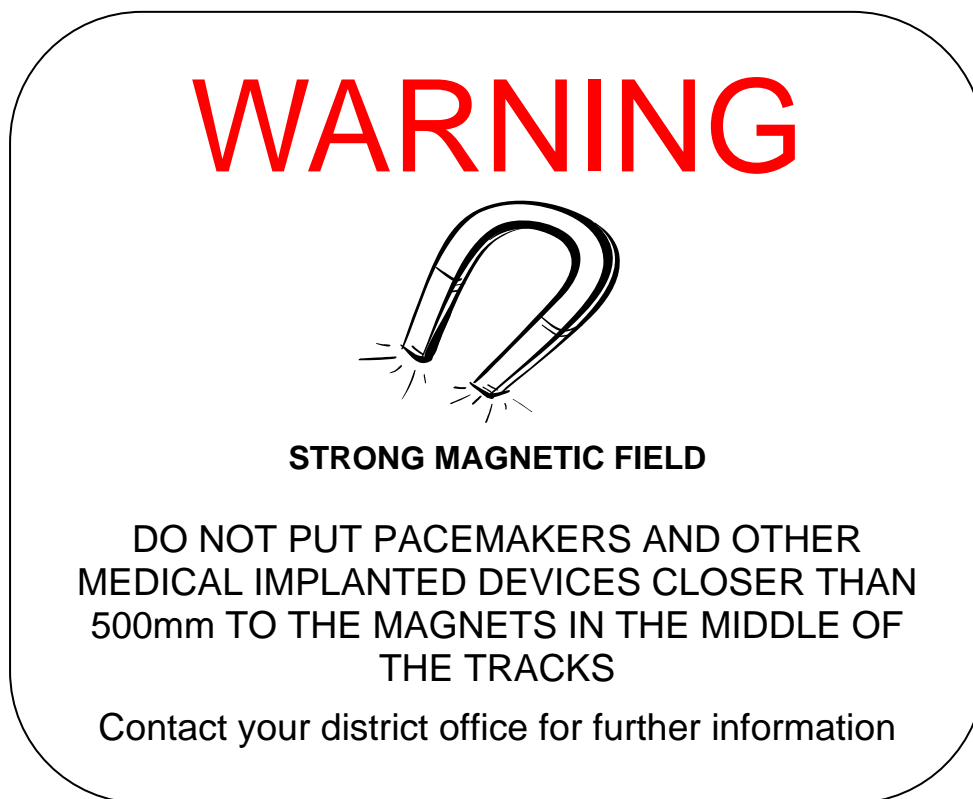 WARNING
STRONG MAGNETIC FIELD
DO NOT PUT PACEMAKERS AND OTHER
MEDICAL IMPLANTED DEVICES CLOSER THAN
500mm TO THE MAGNETS IN THE MIDDLE OF
THE TRACKS
Contact your district office for further information